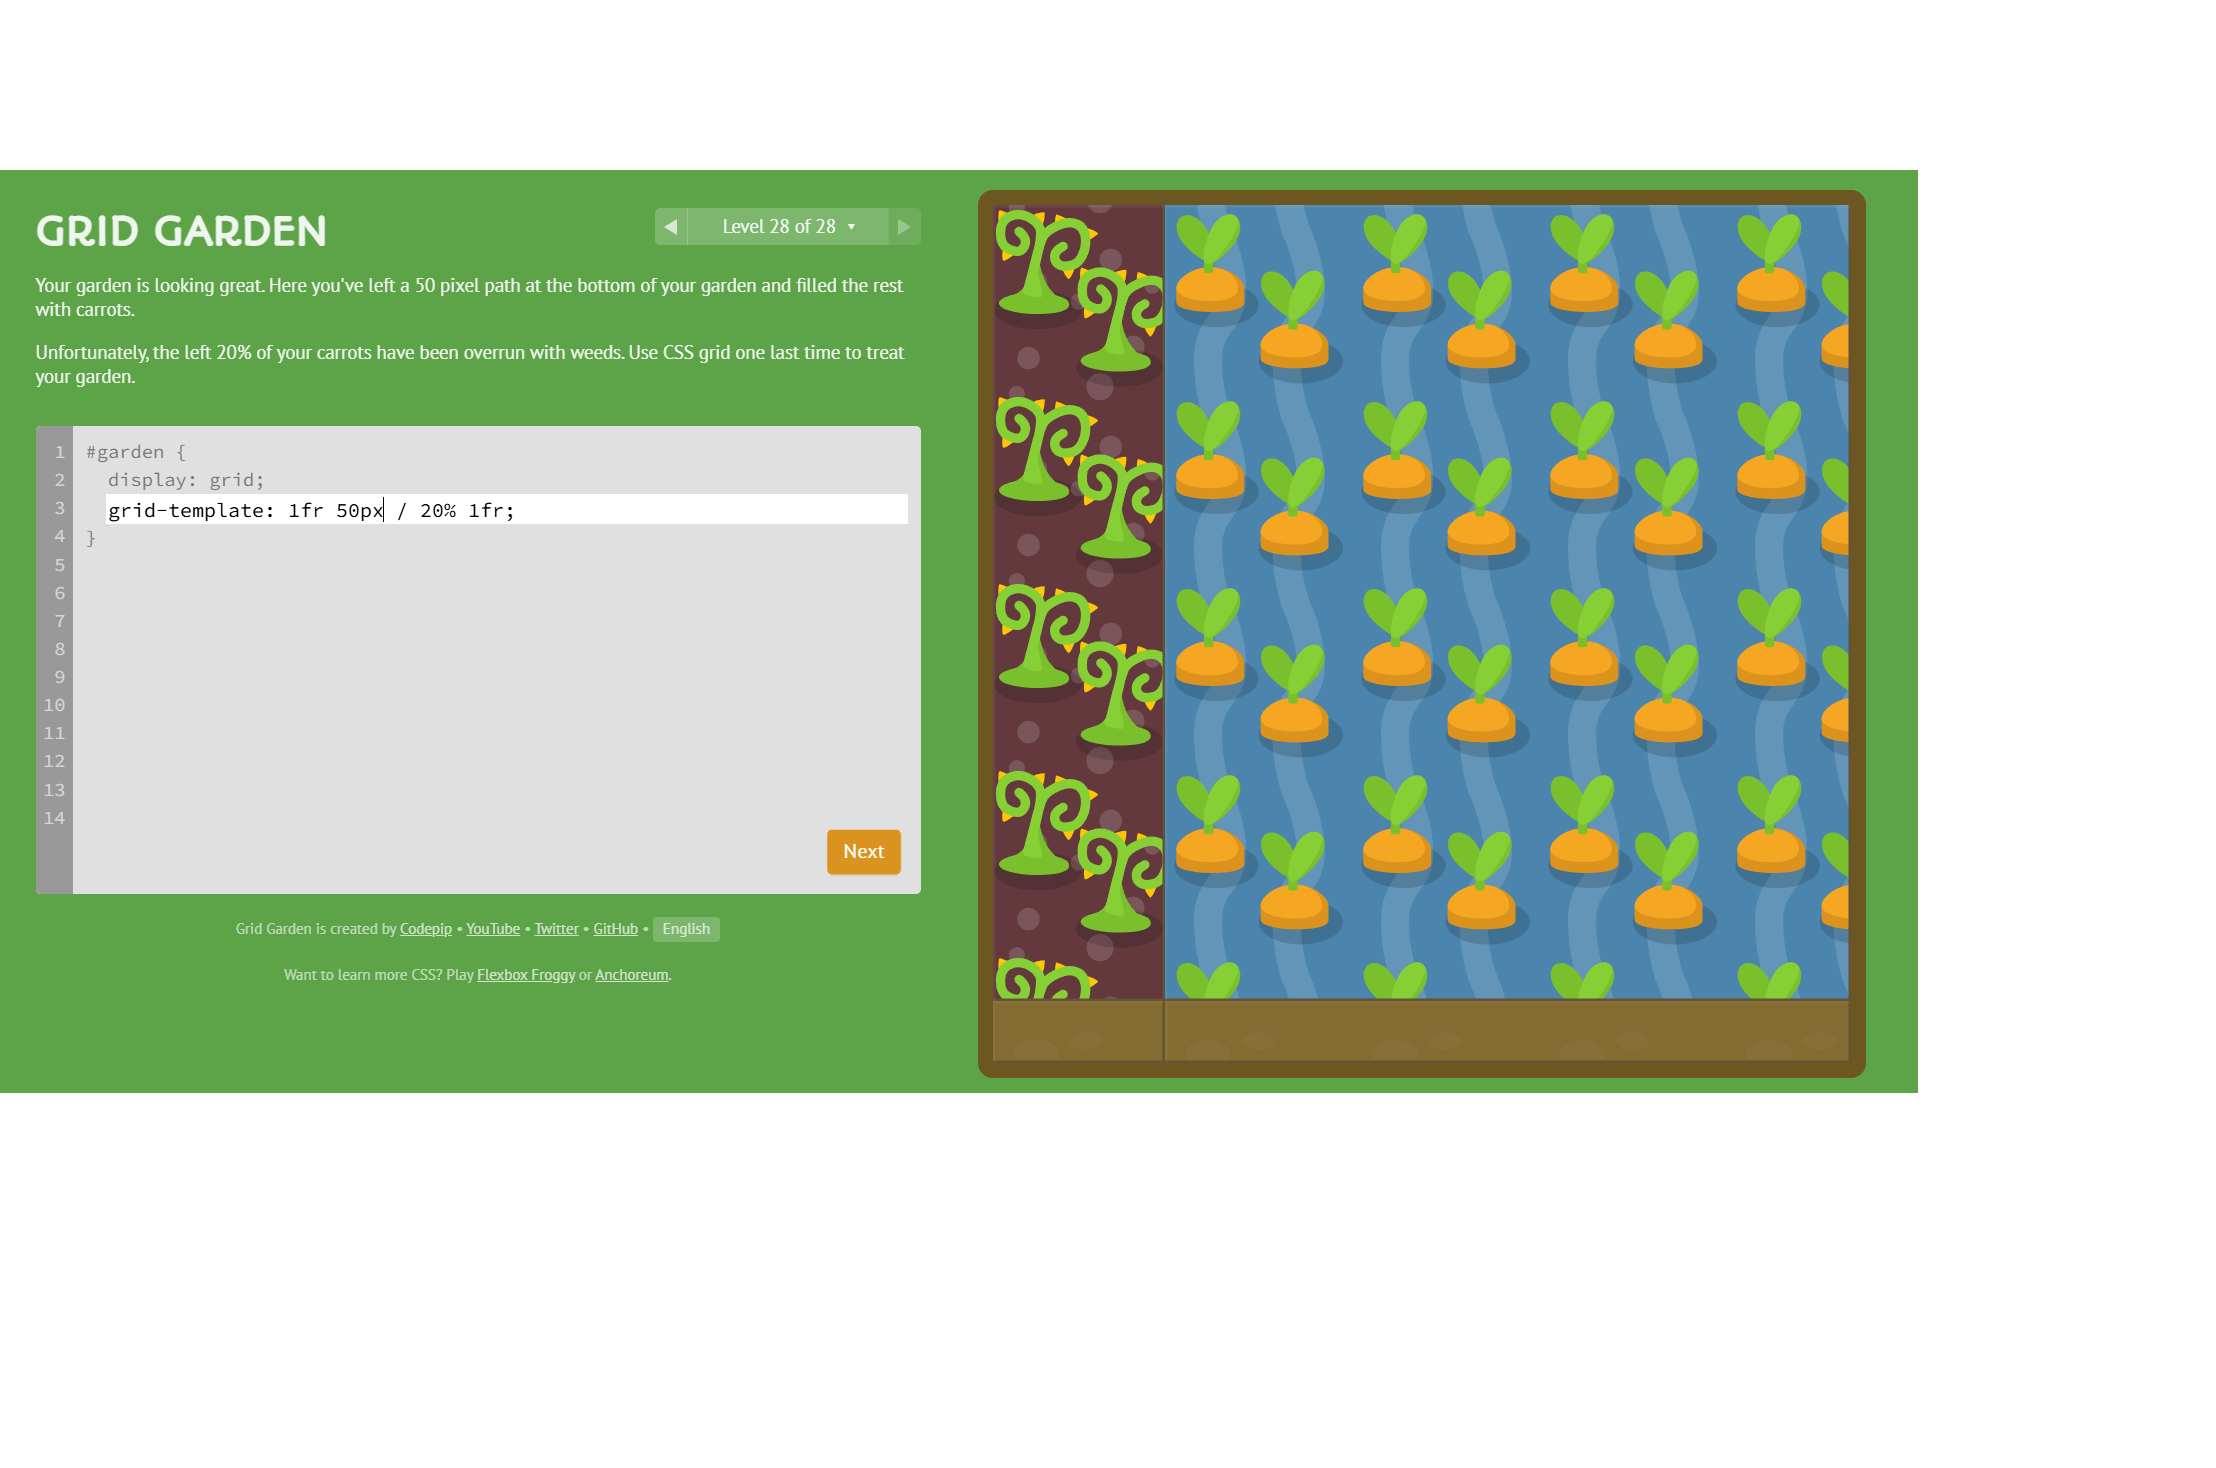 GRID GARDEN
◀ Level 28 of 28 ▼ ▶
Your garden is looking great. Here you've left a 50 pixel path at the bottom of your garden and filled the rest
with carrots.
Unfortunately, the left 20% of your carrots have been overrun with weeds. Use CSS grid one last time to treat
your garden.
1 #garden {
2 display: grid;
3 grid-template: 1fr 50px / 20% 1fr;
4 }
5
6
7
8
9
10
11
12
13
14
Next
Grid Garden is created by Codepip • YouTube • Twitter • GitHub • English
Want to learn more CSS? Play Flexbox Froggy or Anchoreum.